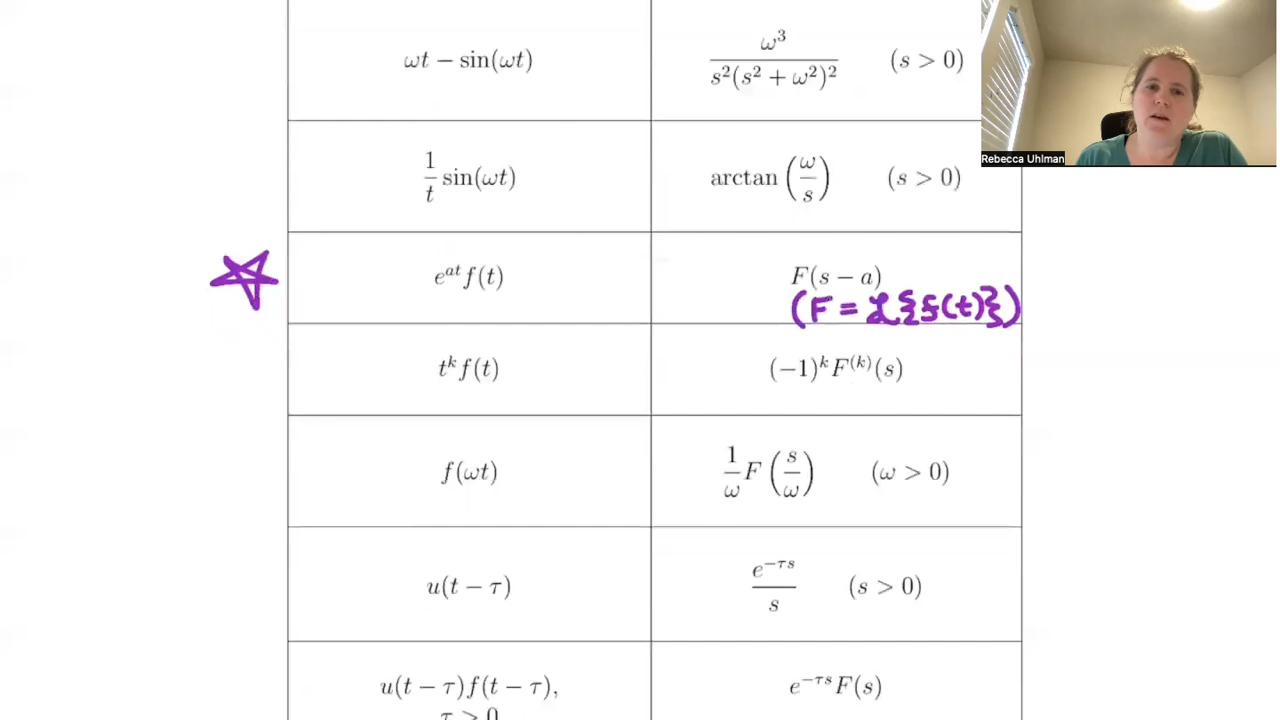 ωt − sin(ωt) ω³/(s²(s² + ω²)²) (s > 0)
Rebecca Uhlman
1/t sin(ωt) arctan(ω/s) (s > 0)
e^{at} f(t) F(s − a)
(F = ℒ{f(t)})
t^k f(t) (−1)^k F^{(k)}(s)
f(ωt) 1/ω F(s/ω) (ω > 0)
u(t − τ) e^{−τs}/s (s > 0)
u(t − τ)f(t − τ), e^{−τs}F(s)
τ > 0